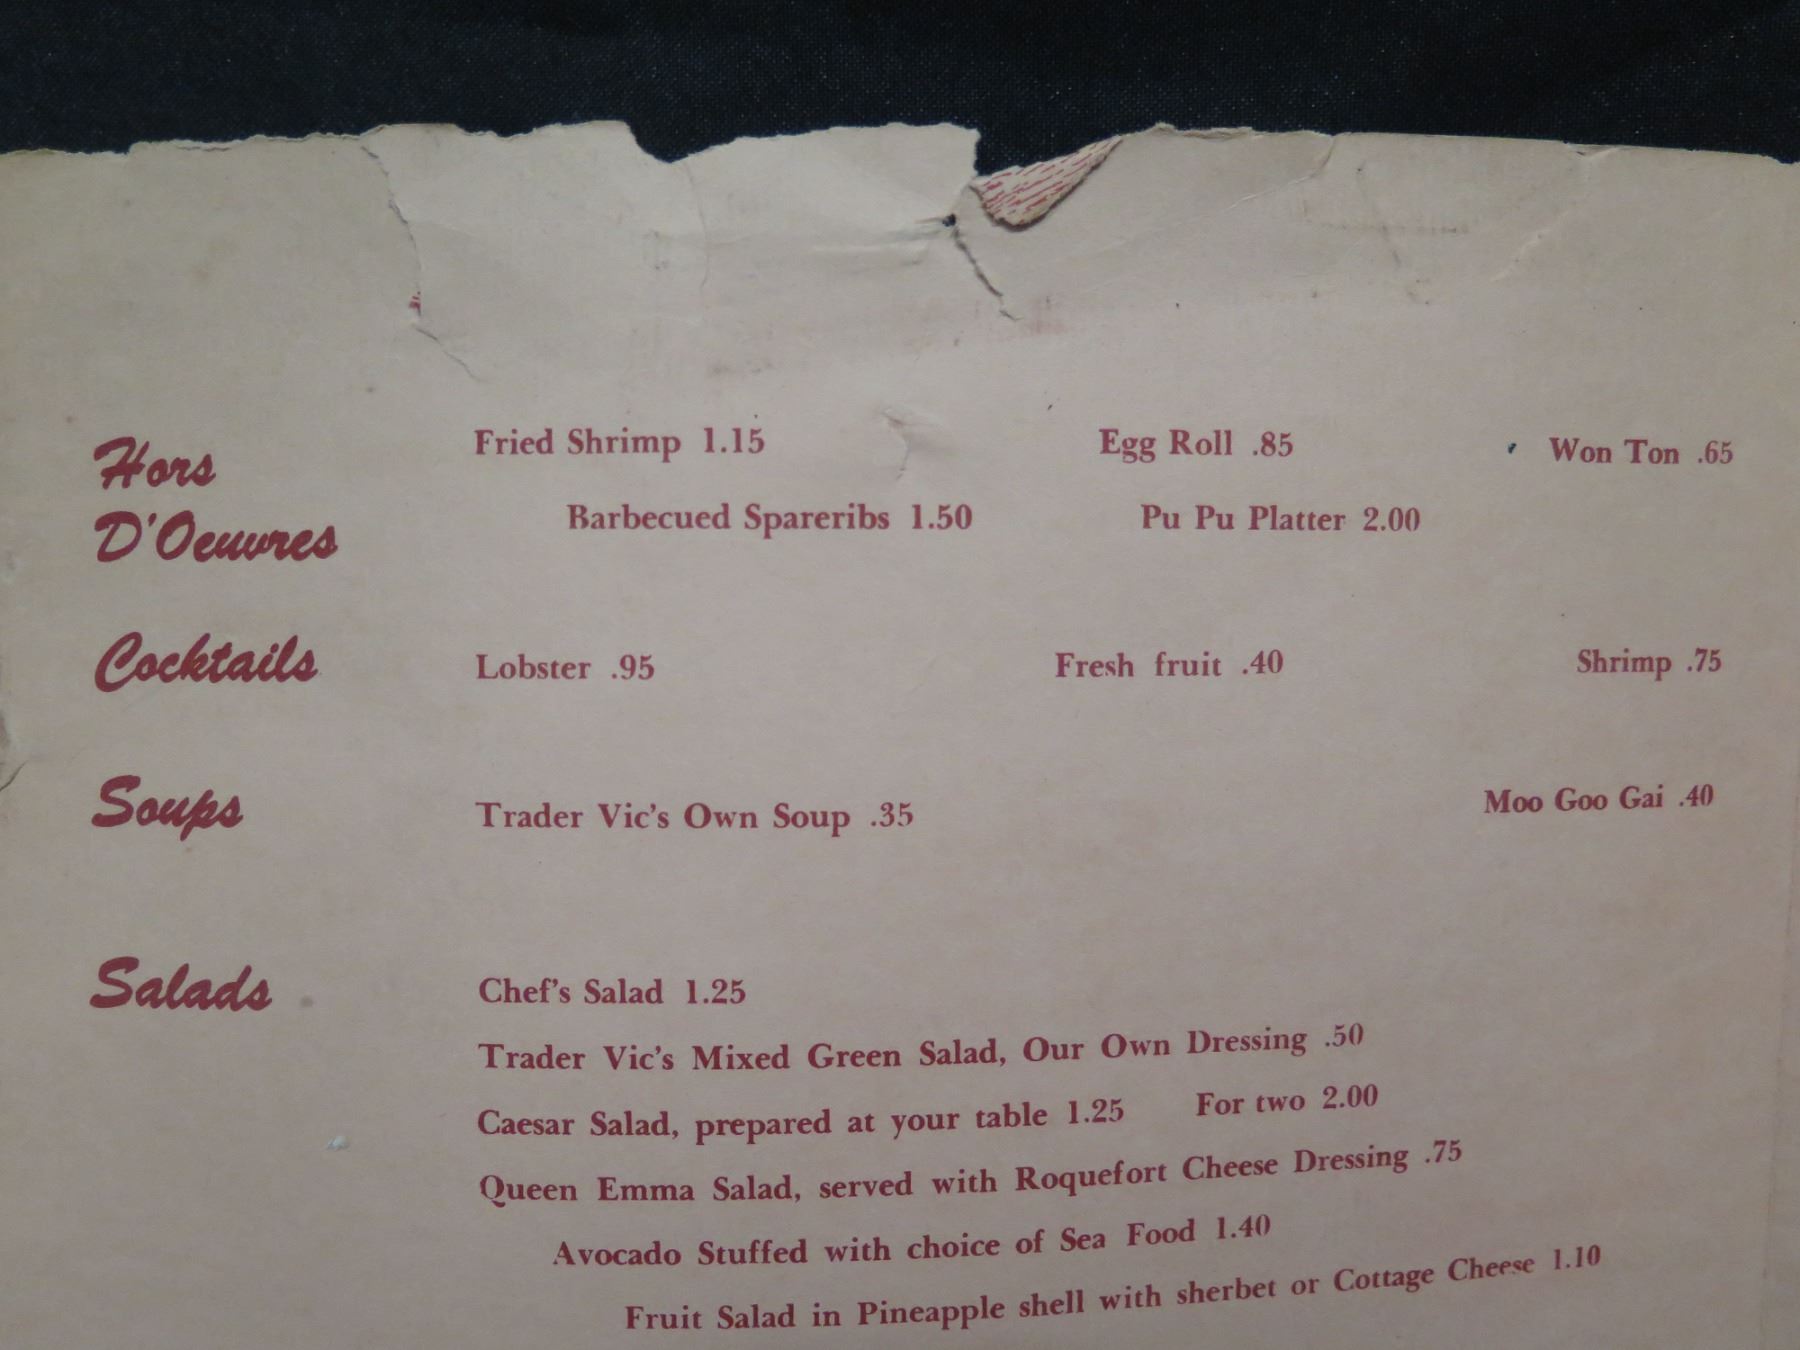 Hors
D'Oeuvres
Fried Shrimp 1.15 Egg Roll .85 Won Ton .65
Barbecued Spareribs 1.50 Pu Pu Platter 2.00
Cocktails Lobster .95 Fresh fruit .40 Shrimp .75
Soups Trader Vic's Own Soup .35 Moo Goo Gai .40
Salads Chef's Salad 1.25
Trader Vic's Mixed Green Salad, Our Own Dressing .50
Caesar Salad, prepared at your table 1.25 For two 2.00
Queen Emma Salad, served with Roquefort Cheese Dressing .75
Avocado Stuffed with choice of Sea Food 1.40
Fruit Salad in Pineapple shell with sherbet or Cottage Cheese 1.10